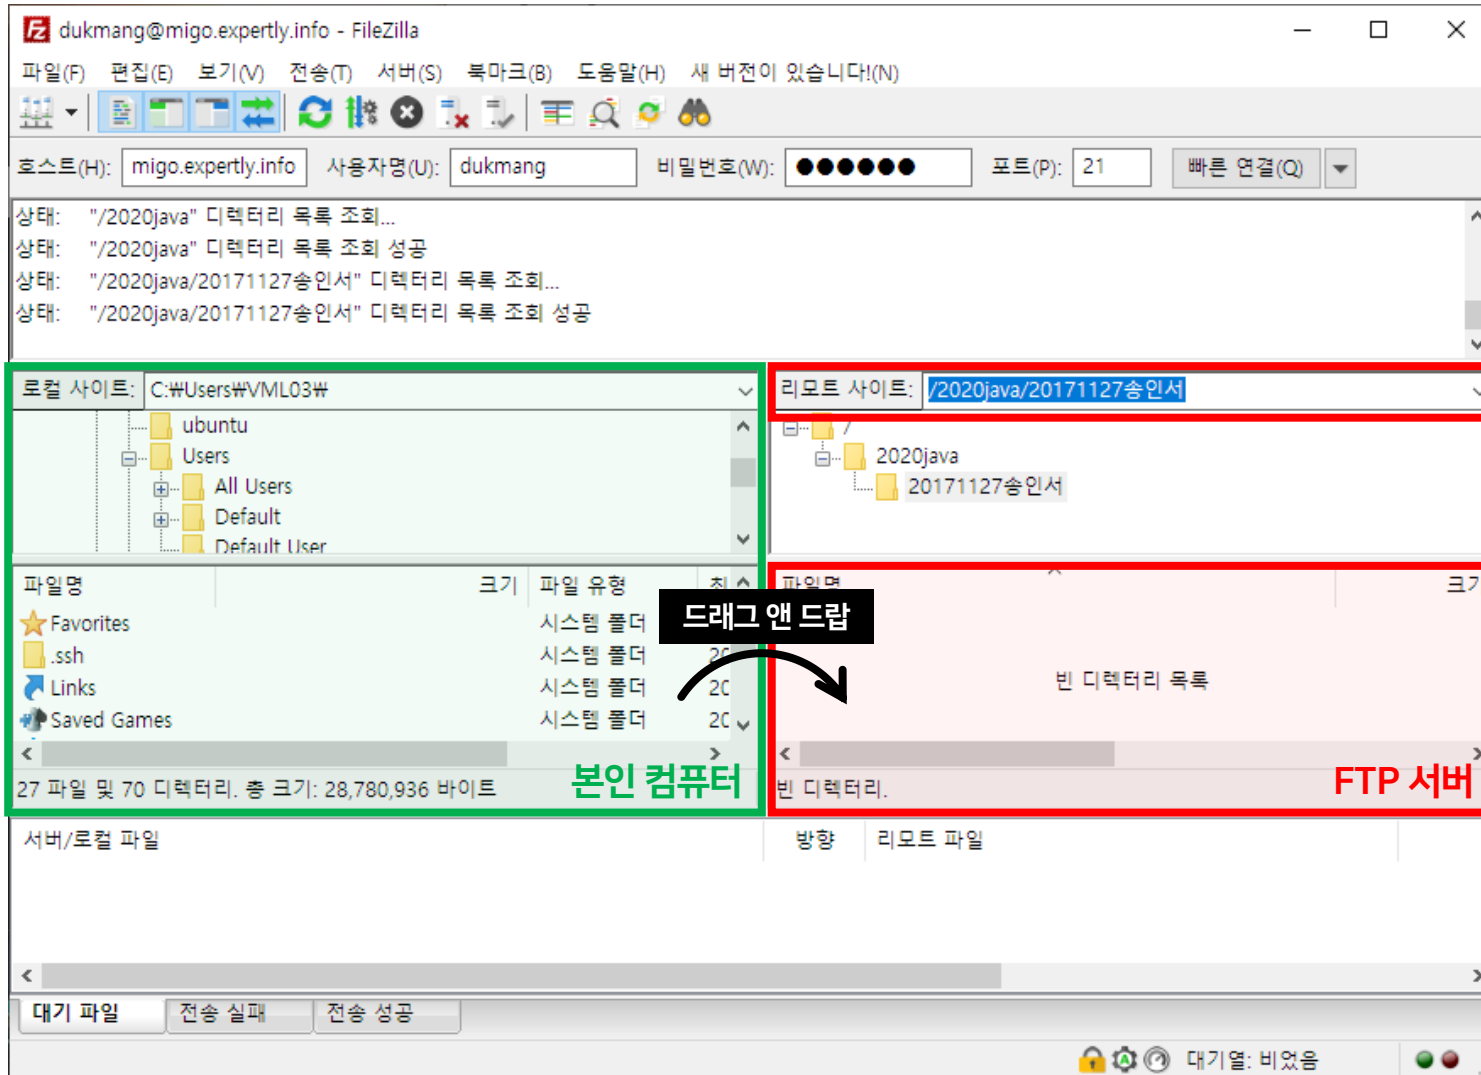 dukmang@migo.expertly.info - FileZilla
파일(F) 편집(E) 보기(V) 전송(T) 서버(S) 북마크(B) 도움말(H) 새 버전이 있습니다!(N)
호스트(H): migo.expertly.info 사용자명(U): dukmang 비밀번호(W): ●●●●●● 포트(P): 21 빠른 연결(Q)
상태: "/2020java" 디렉터리 목록 조회...
상태: "/2020java" 디렉터리 목록 조회 성공
상태: "/2020java/20171127송인서" 디렉터리 목록 조회...
상태: "/2020java/20171127송인서" 디렉터리 목록 조회 성공
로컬 사이트: C:₩Users₩VML03₩
ubuntu
Users
All Users
Default
Default User
리모트 사이트: /2020java/20171127송인서
/
2020java
20171127송인서
파일명 크기 파일 유형
Favorites 시스템 폴더
.ssh 시스템 폴더 20
Links 시스템 폴더 20
Saved Games 시스템 폴더 20
27 파일 및 70 디렉터리. 총 크기: 28,780,936 바이트
본인 컴퓨터
드래그 앤 드랍
파일명 크기
빈 디렉터리 목록
빈 디렉터리.
FTP 서버
서버/로컬 파일 방향 리모트 파일
대기 파일 전송 실패 전송 성공
대기열: 비었음